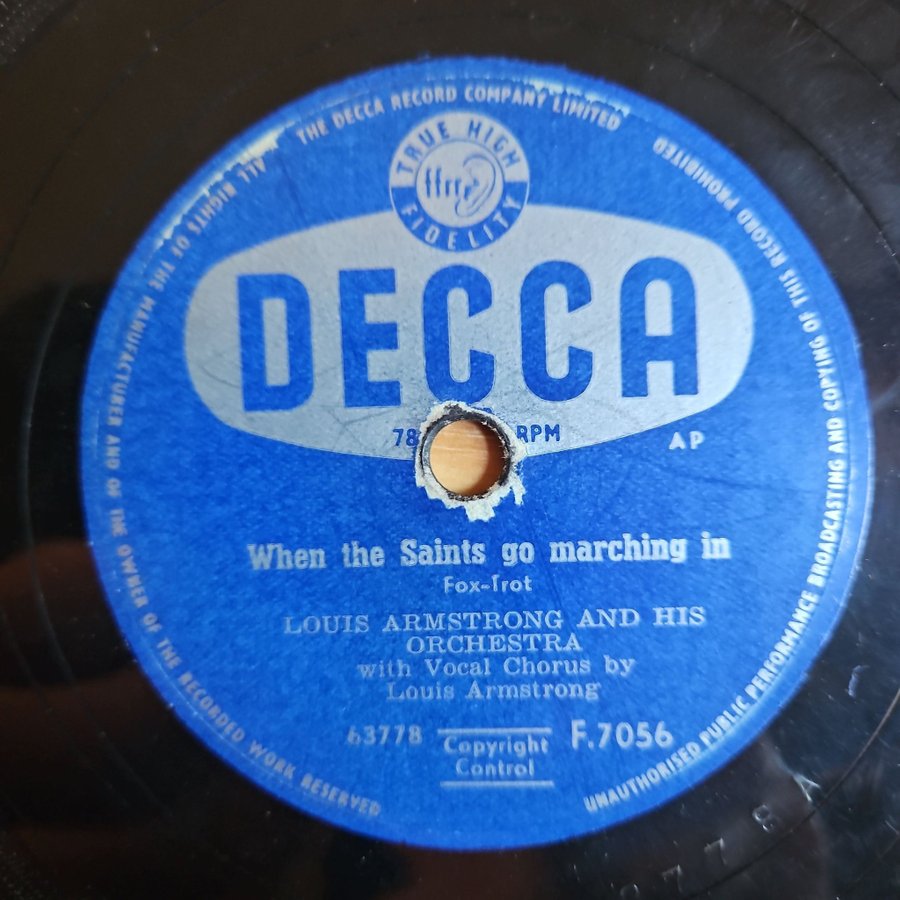 THE DECCA RECORD COMPANY LIMITED
TRUE HIGH
FIDELITY
DECCA
78 RPM
AP
When the Saints go marching in
Fox-Trot
LOUIS ARMSTRONG AND HIS
ORCHESTRA
with Vocal Chorus by
Louis Armstrong
63778
Copyright
Control
F.7056
ALL RIGHTS OF THE MANUFACTURER AND OF THE OWNER OF THE RECORDED WORK RESERVED
UNAUTHORISED PUBLIC PERFORMANCE BROADCASTING AND COPYING OF THIS RECORD PROHIBITED
778 A